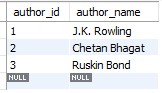 author_id author_name
1 J.K. Rowling
2 Chetan Bhagat
3 Ruskin Bond
NULL NULL